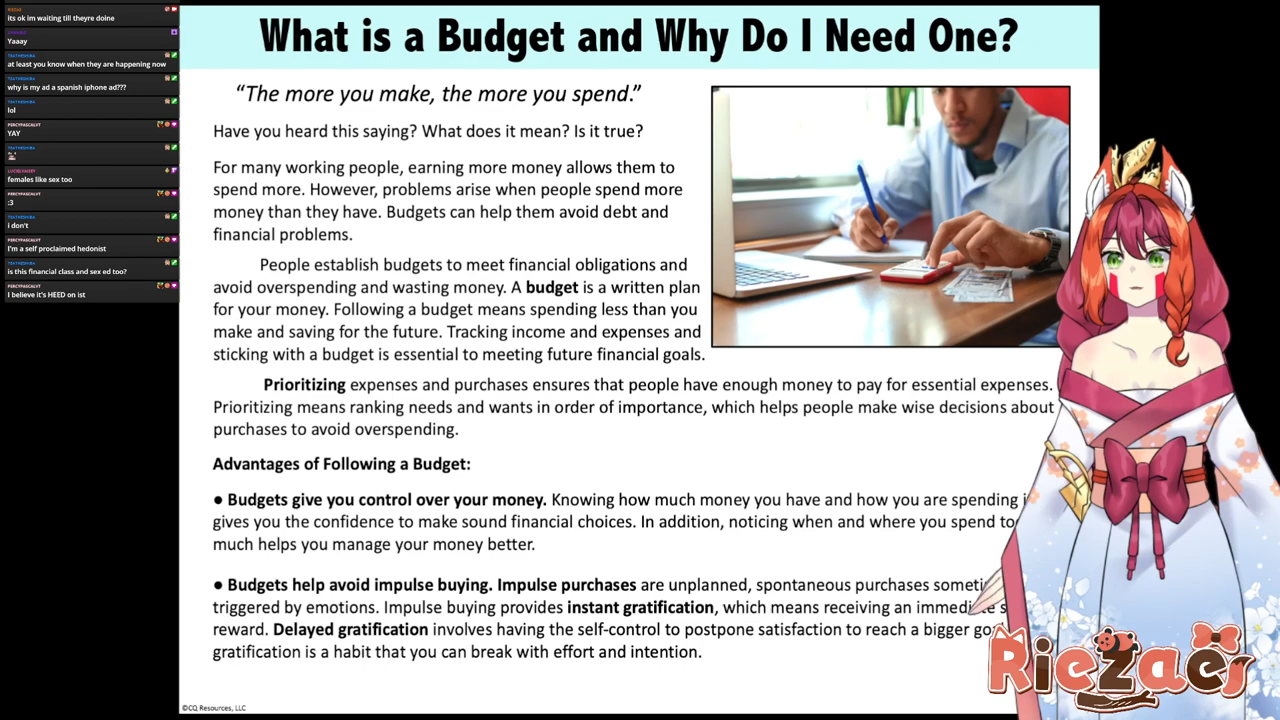 its ok im waiting till theyre doine
Yaaay
TSATHESHIBA
at least you know when they are happening now
TSATHESHIBA
why is my ad a spanish iphone ad???
TSATHESHIBA
lol
PERCYPASCALVT
YAY
TSATHESHIBA
females like sex too
PERCYPASCALVT
:3
TSATHESHIBA
i don't
PERCYPASCALVT
I'm a self proclaimed hedonist
TSATHESHIBA
is this financial class and sex ed too?
PERCYPASCALVT
I believe it's HEED on ist
What is a Budget and Why Do I Need One?
“The more you make, the more you spend.”
Have you heard this saying? What does it mean? Is it true?
For many working people, earning more money allows them to
spend more. However, problems arise when people spend more
money than they have. Budgets can help them avoid debt and
financial problems.
People establish budgets to meet financial obligations and
avoid overspending and wasting money. A budget is a written plan
for your money. Following a budget means spending less than you
make and saving for the future. Tracking income and expenses and
sticking with a budget is essential to meeting future financial goals.
Prioritizing expenses and purchases ensures that people have enough money to pay for essential expenses.
Prioritizing means ranking needs and wants in order of importance, which helps people make wise decisions about
purchases to avoid overspending.
Advantages of Following a Budget:
● Budgets give you control over your money. Knowing how much money you have and how you are spending
gives you the confidence to make sound financial choices. In addition, noticing when and where you spend
much helps you manage your money better.
● Budgets help avoid impulse buying. Impulse purchases are unplanned, spontaneous purchases
triggered by emotions. Impulse buying provides instant gratification, which means receiving an
reward. Delayed gratification involves having the self-control to postpone satisfaction to reach a bigger
gratification is a habit that you can break with effort and intention.
©CQ Resources, LLC
Riezae